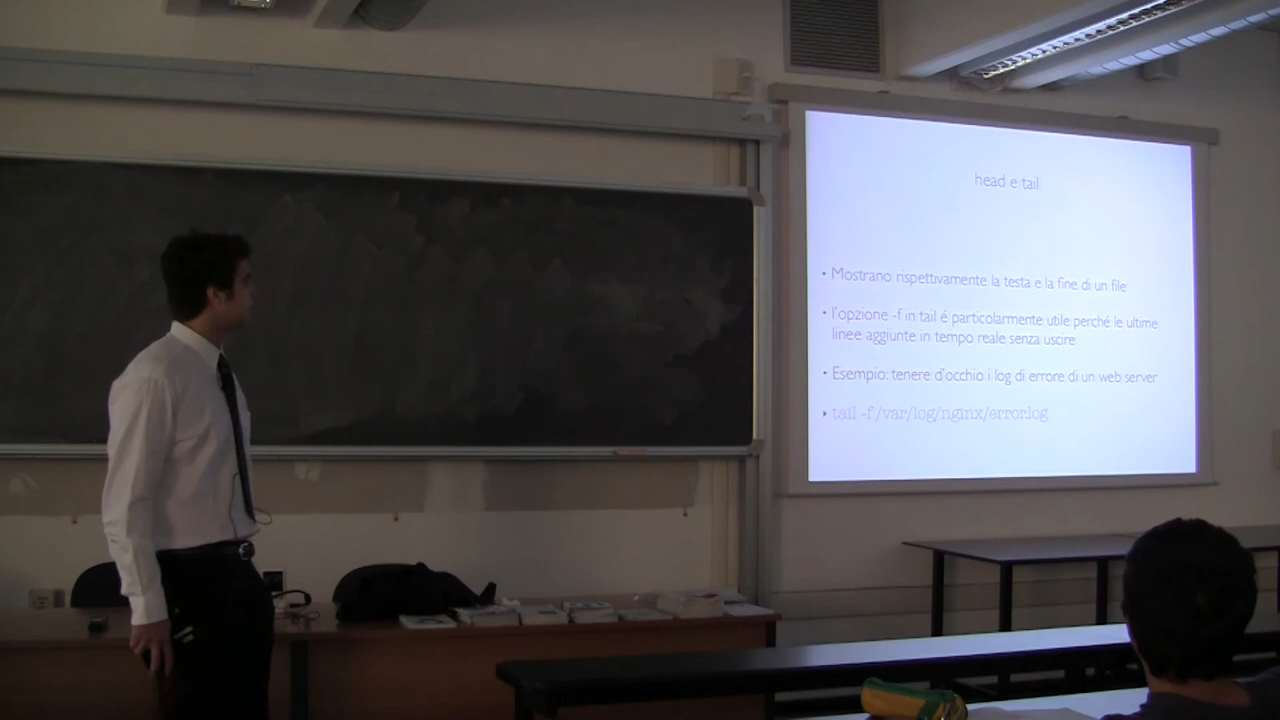 head e tail
• Mostrano rispettivamente la testa e la fine di un file
• l'opzione -f in tail é particolarmente utile perché le ultime
linee aggiunte in tempo reale senza uscire
• Esempio: tenere d'occhio i log di errore di un web server
‣ tail -f /var/log/nginx/error.log